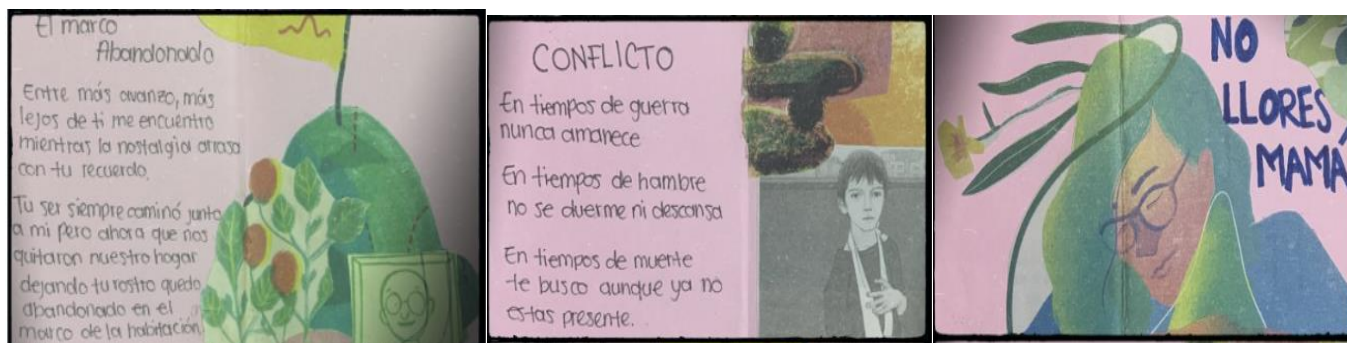 El marco
Abandonado
Entre más avanzo, más
lejos de ti me encuentro
mientras la nostalgia arrasa
con tu recuerdo.
Tu ser siempre caminó junto
a mi pero ahora que nos
quitaron nuestro hogar
dejando tu rostro quedo
abandonado en el
marco de la habitación.
CONFLICTO
En tiempos de guerra
nunca amanece
En tiempos de hambre
no se duerme ni descansa
En tiempos de muerte
te busco aunque ya no
estas presente.
NO
LLORES,
MAMÁ